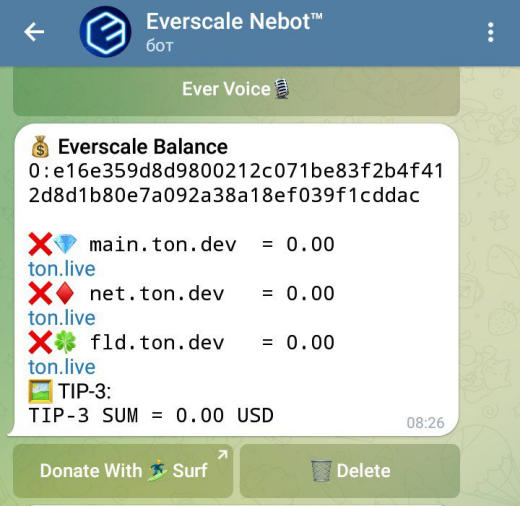 Everscale Nebot™
бот
Ever Voice🎙
💰 Everscale Balance
0:e16e359d8d9800212c071be83f2b4f41
2d8d1b80e7a092a38a18ef039f1cddac
❌💎 main.ton.dev = 0.00
ton.live
❌♦️ net.ton.dev = 0.00
ton.live
❌🍀 fld.ton.dev = 0.00
ton.live
🖼 TIP-3:
TIP-3 SUM = 0.00 USD
08:26
Donate With 🏄 Surf
🗑 Delete